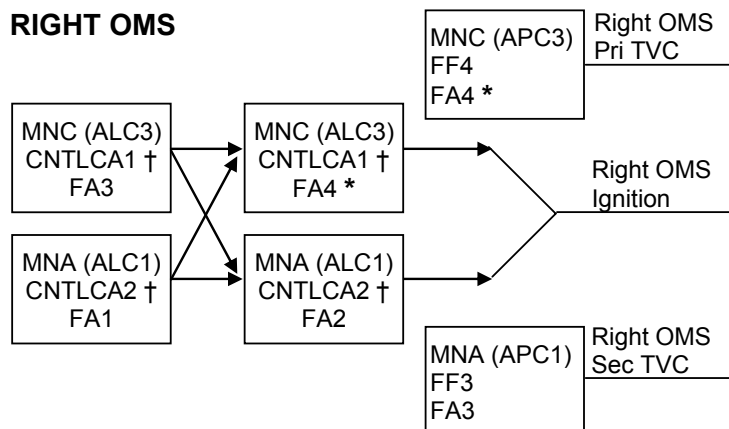 RIGHT OMS
MNC (APC3)
FF4
FA4 *
Right OMS
Pri TVC
MNC (ALC3)
CNTLCA1 †
FA3
MNC (ALC3)
CNTLCA1 †
FA4 *
Right OMS
Ignition
MNA (ALC1)
CNTLCA2 †
FA1
MNA (ALC1)
CNTLCA2 †
FA2
MNA (APC1)
FF3
FA3
Right OMS
Sec TVC